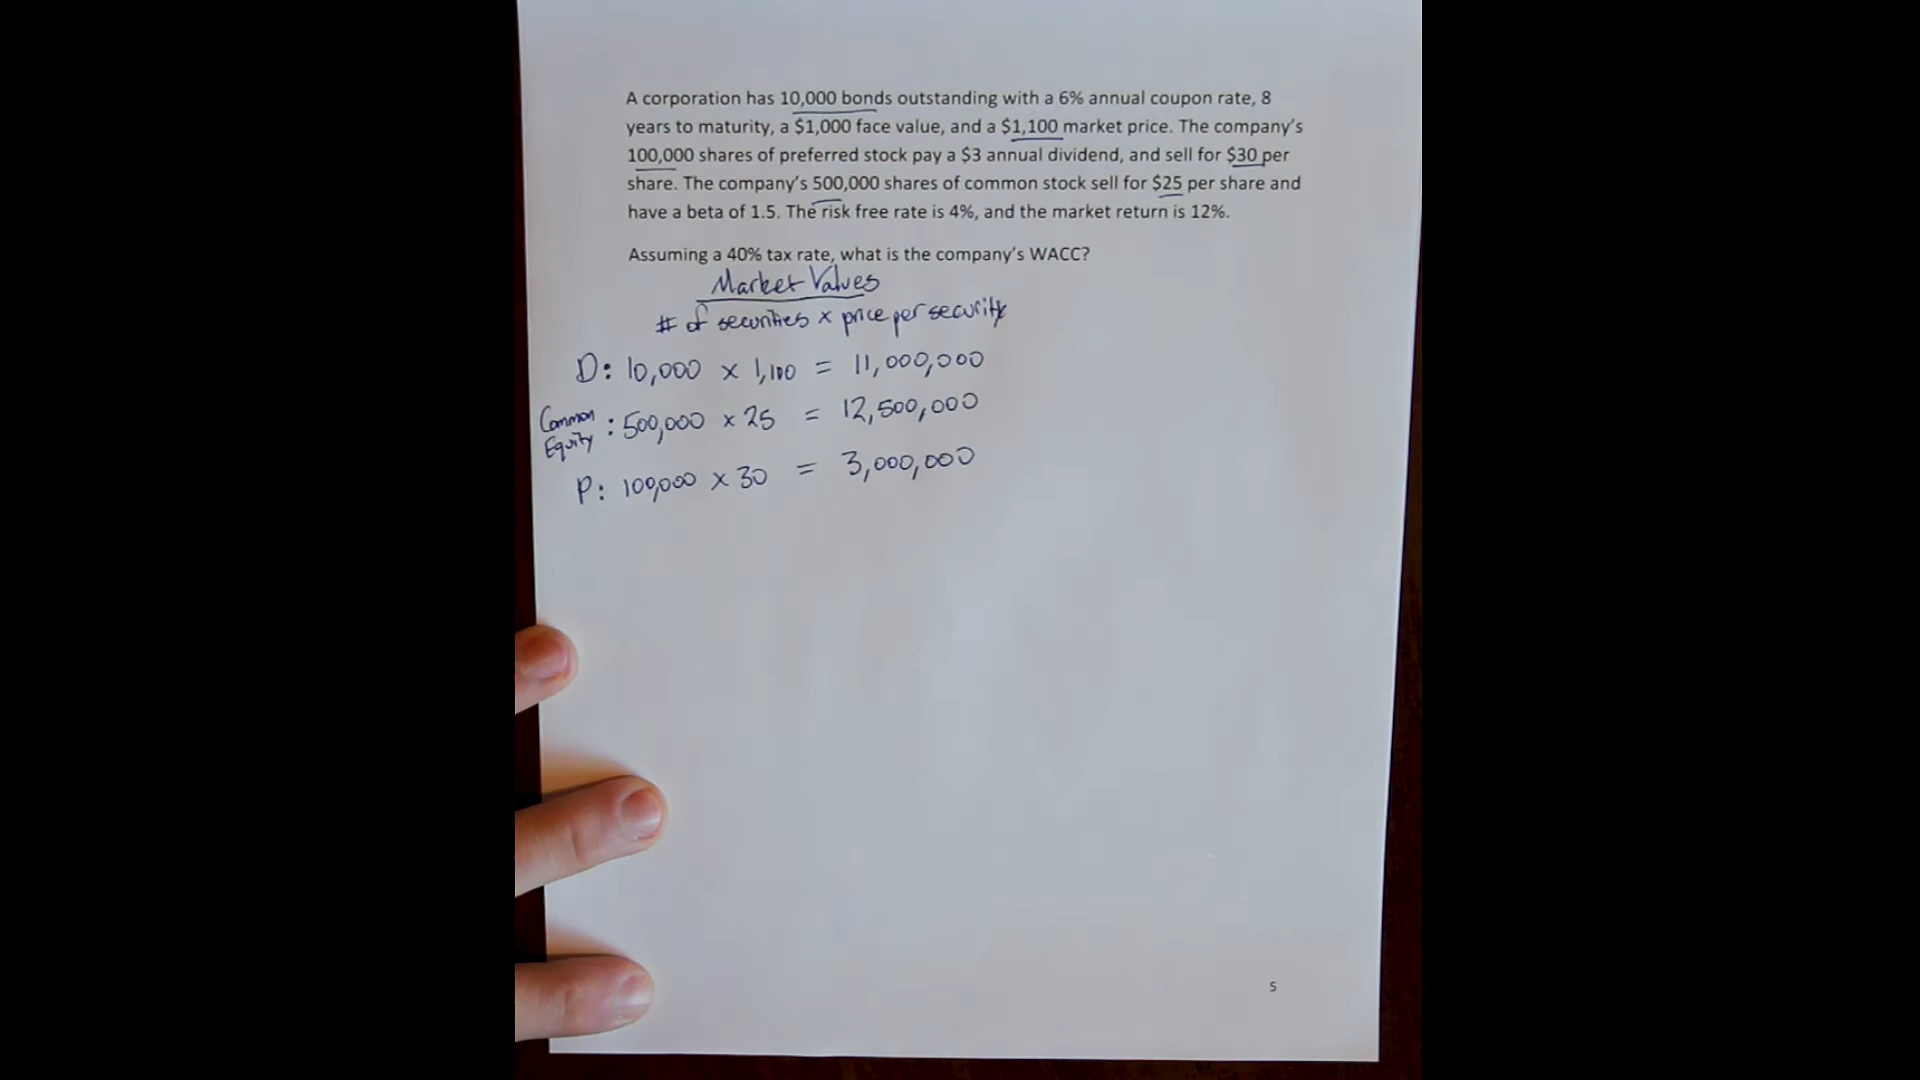 A corporation has 10,000 bonds outstanding with a 6% annual coupon rate, 8
years to maturity, a $1,000 face value, and a $1,100 market price. The company's
100,000 shares of preferred stock pay a $3 annual dividend, and sell for $30 per
share. The company's 500,000 shares of common stock sell for $25 per share and
have a beta of 1.5. The risk free rate is 4%, and the market return is 12%.
Assuming a 40% tax rate, what is the company's WACC?
Market Values
# of securities × price per security
D: 10,000 × 1,100 = 11,000,000
Common Equity : 500,000 × 25 = 12,500,000
P: 100,000 × 30 = 3,000,000
5